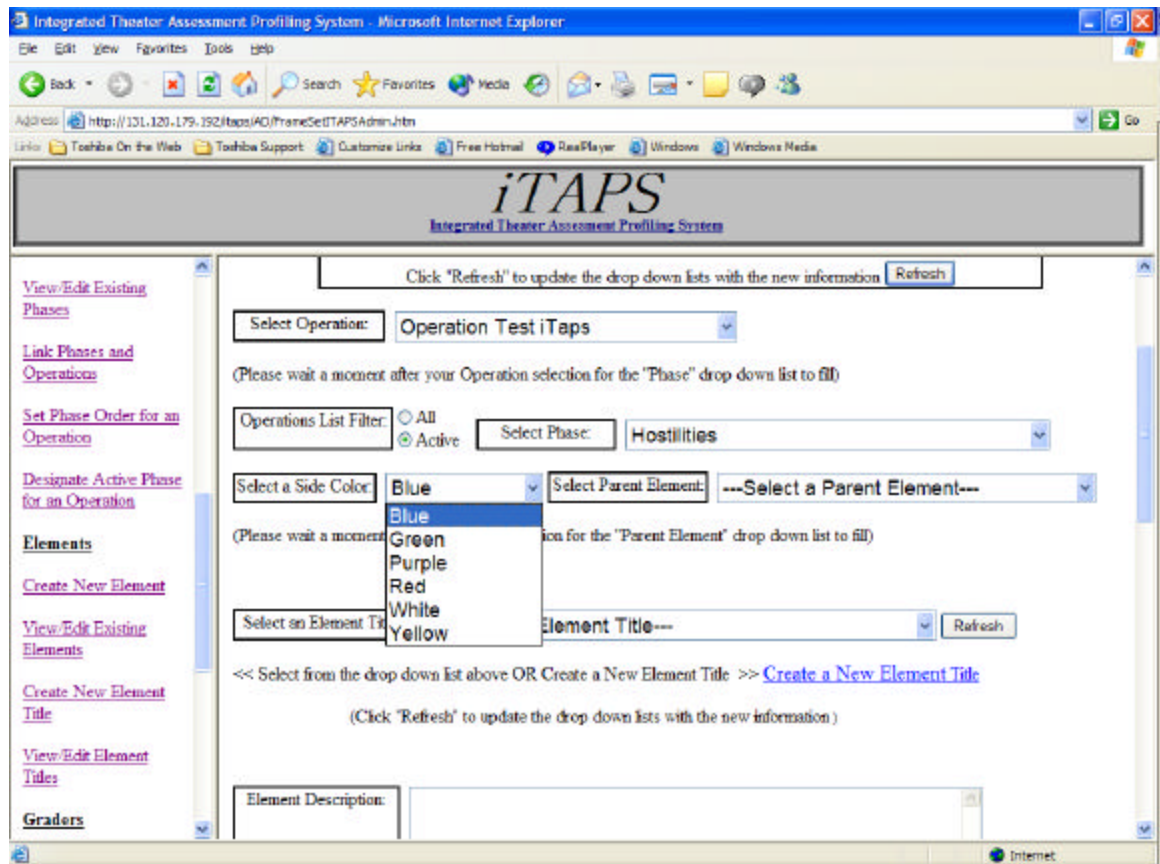 Integrated Theater Assessment Profiling System - Microsoft Internet Explorer
File Edit View Favorites Tools Help
Back Search Favorites Media
Address http://131.120.179.192/itaps/AO/FrameSetITAPSAdmin.htm Go
Links Toshiba On the Web Toshiba Support Customize Links Free Hotmail RealPlayer Windows Windows Media
iTAPS
Integrated Theater Assessment Profiling System
View/Edit Existing
Phases
Link Phases and
Operations
Set Phase Order for an
Operation
Designate Active Phase
for an Operation
Elements
Create New Element
View/Edit Existing
Elements
Create New Element
Title
View/Edit Element
Titles
Graders
Click "Refresh" to update the drop down lists with the new information Refresh
Select Operation: Operation Test iTaps
(Please wait a moment after your Operation selection for the "Phase" drop down list to fill)
Operations List Filter: All
Active Select Phase: Hostilities
Select a Side Color: Blue Select Parent Element: ---Select a Parent Element---
Blue
(Please wait a moment ion for the "Parent Element" drop down list to fill)
Green
Purple
Red
White
Yellow
Select an Element Tit Element Title--- Refresh
<< Select from the drop down list above OR Create a New Element Title >> Create a New Element Title
(Click "Refresh" to update the drop down lists with the new information)
Element Description:
Internet